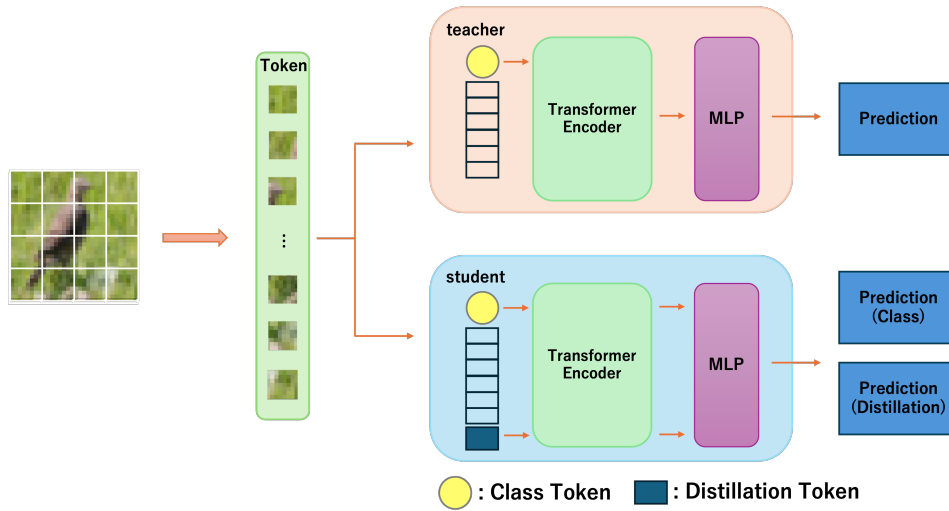 Token
⋮
teacher
Transformer
Encoder
MLP
Prediction
student
Transformer
Encoder
MLP
Prediction
(Class)
Prediction
(Distillation)
: Class Token
: Distillation Token